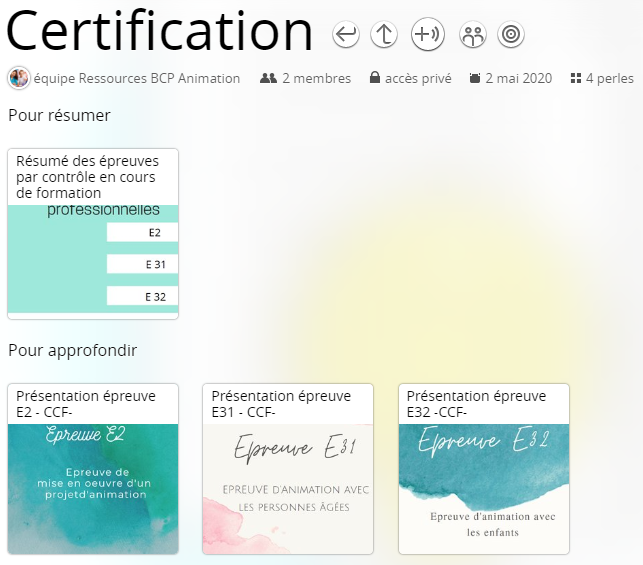 Certification
équipe Ressources BCP Animation 2 membres accès privé 2 mai 2020 4 perles
Pour résumer
Résumé des épreuves
par contrôle en cours
de formation
professionnelles
E2
E 31
E 32
Pour approfondir
Présentation épreuve
E2 - CCF-
Epreuve E2
Epreuve de
mise en oeuvre d'un
projetd'animation
Présentation épreuve
E31 - CCF-
Epreuve E31
EPREUVE D'ANIMATION AVEC
LES PERSONNES ÂGÉES
Présentation épreuve
E32 -CCF-
Epreuve E32
Epreuve d'animation avec
les enfants